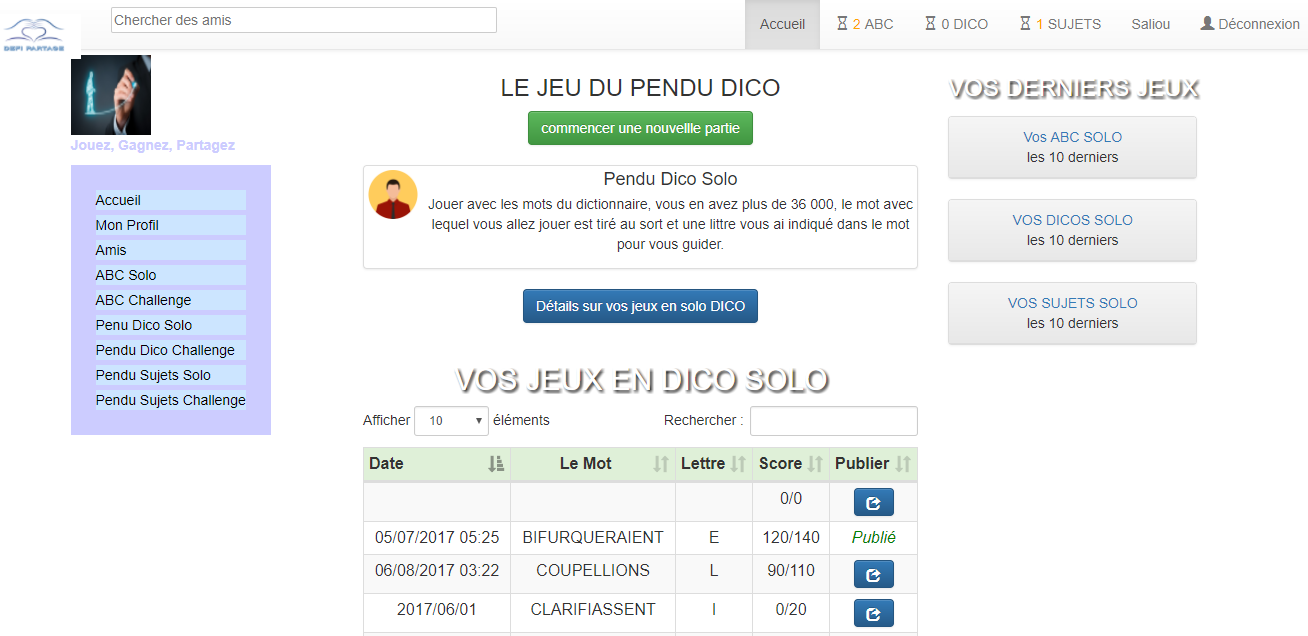 Chercher des amis
Accueil
2 ABC
0 DICO
1 SUJETS
Saliou
Déconnexion
DEFI PARTAGE
Jouez, Gagnez, Partagez
Accueil
Mon Profil
Amis
ABC Solo
ABC Challenge
Penu Dico Solo
Pendu Dico Challenge
Pendu Sujets Solo
Pendu Sujets Challenge
LE JEU DU PENDU DICO
commencer une nouvellle partie
Pendu Dico Solo
Jouer avec les mots du dictionnaire, vous en avez plus de 36 000, le mot avec
lequel vous allez jouer est tiré au sort et une littre vous ai indiqué dans le mot
pour vous guider.
Détails sur vos jeux en solo DICO
VOS DERNIERS JEUX
Vos ABC SOLO
les 10 derniers
VOS DICOS SOLO
les 10 derniers
VOS SUJETS SOLO
les 10 derniers
VOS JEUX EN DICO SOLO
Afficher 10 éléments
Rechercher :
Date Le Mot Lettre Score Publier
0/0
05/07/2017 05:25 BIFURQUERAIENT E 120/140 Publié
06/08/2017 03:22 COUPELLIONS L 90/110
2017/06/01 CLARIFIASSENT I 0/20